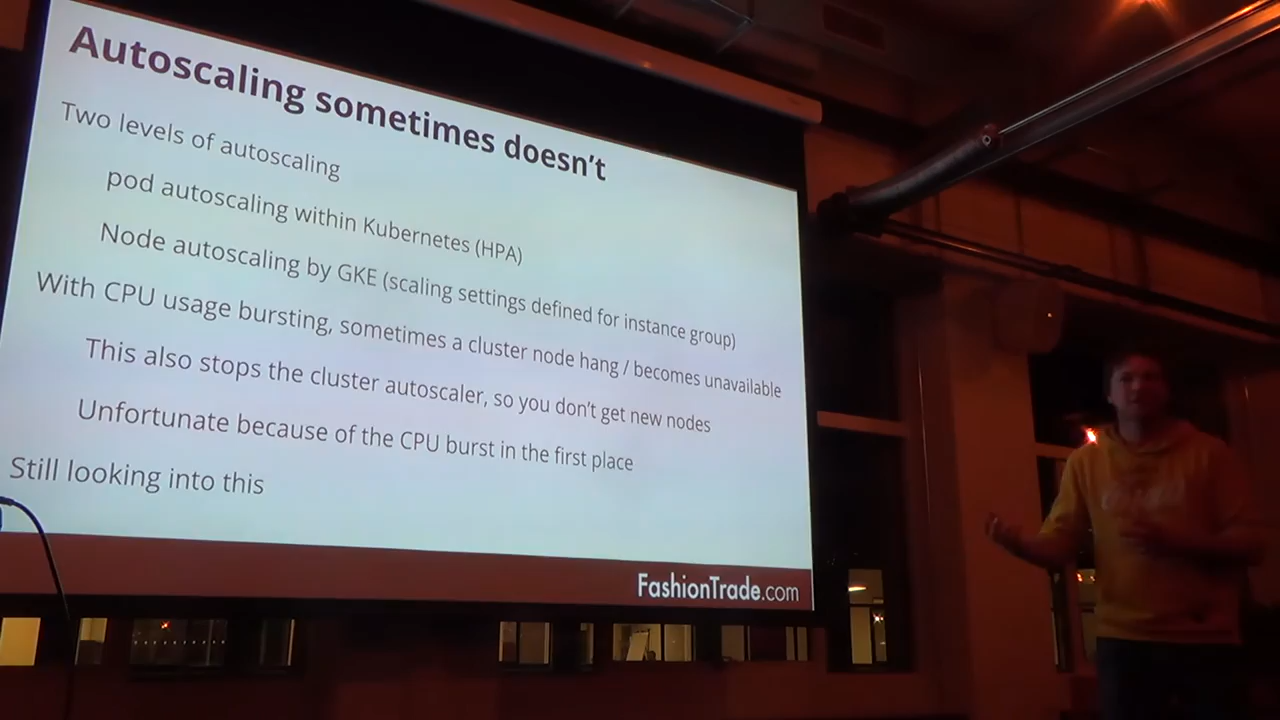 Autoscaling sometimes doesn't
Two levels of autoscaling
pod autoscaling within Kubernetes (HPA)
Node autoscaling by GKE (scaling settings defined for instance group)
With CPU usage bursting, sometimes a cluster node hang / becomes unavailable
This also stops the cluster autoscaler, so you don't get new nodes
Unfortunate because of the CPU burst in the first place
Still looking into this
FashionTrade.com